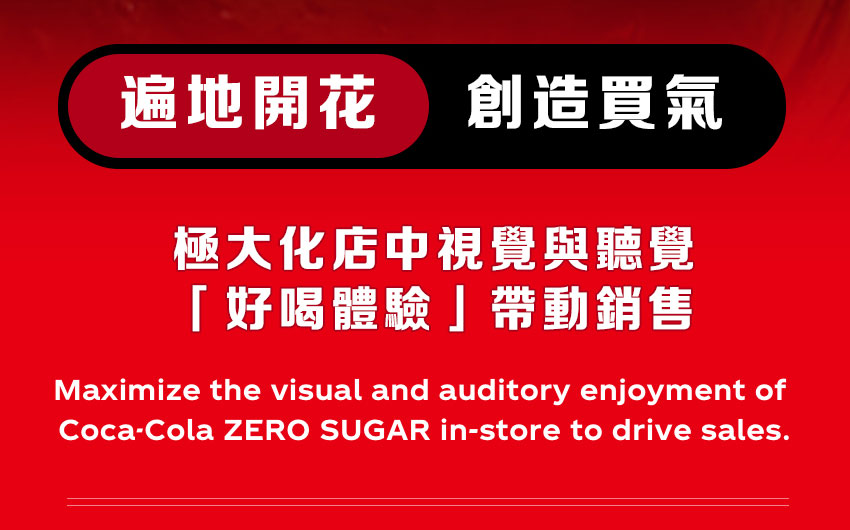 遍地開花 創造買氣
極大化店中視覺與聽覺
「好喝體驗」帶動銷售
Maximize the visual and auditory enjoyment of
Coca-Cola ZERO SUGAR in-store to drive sales.